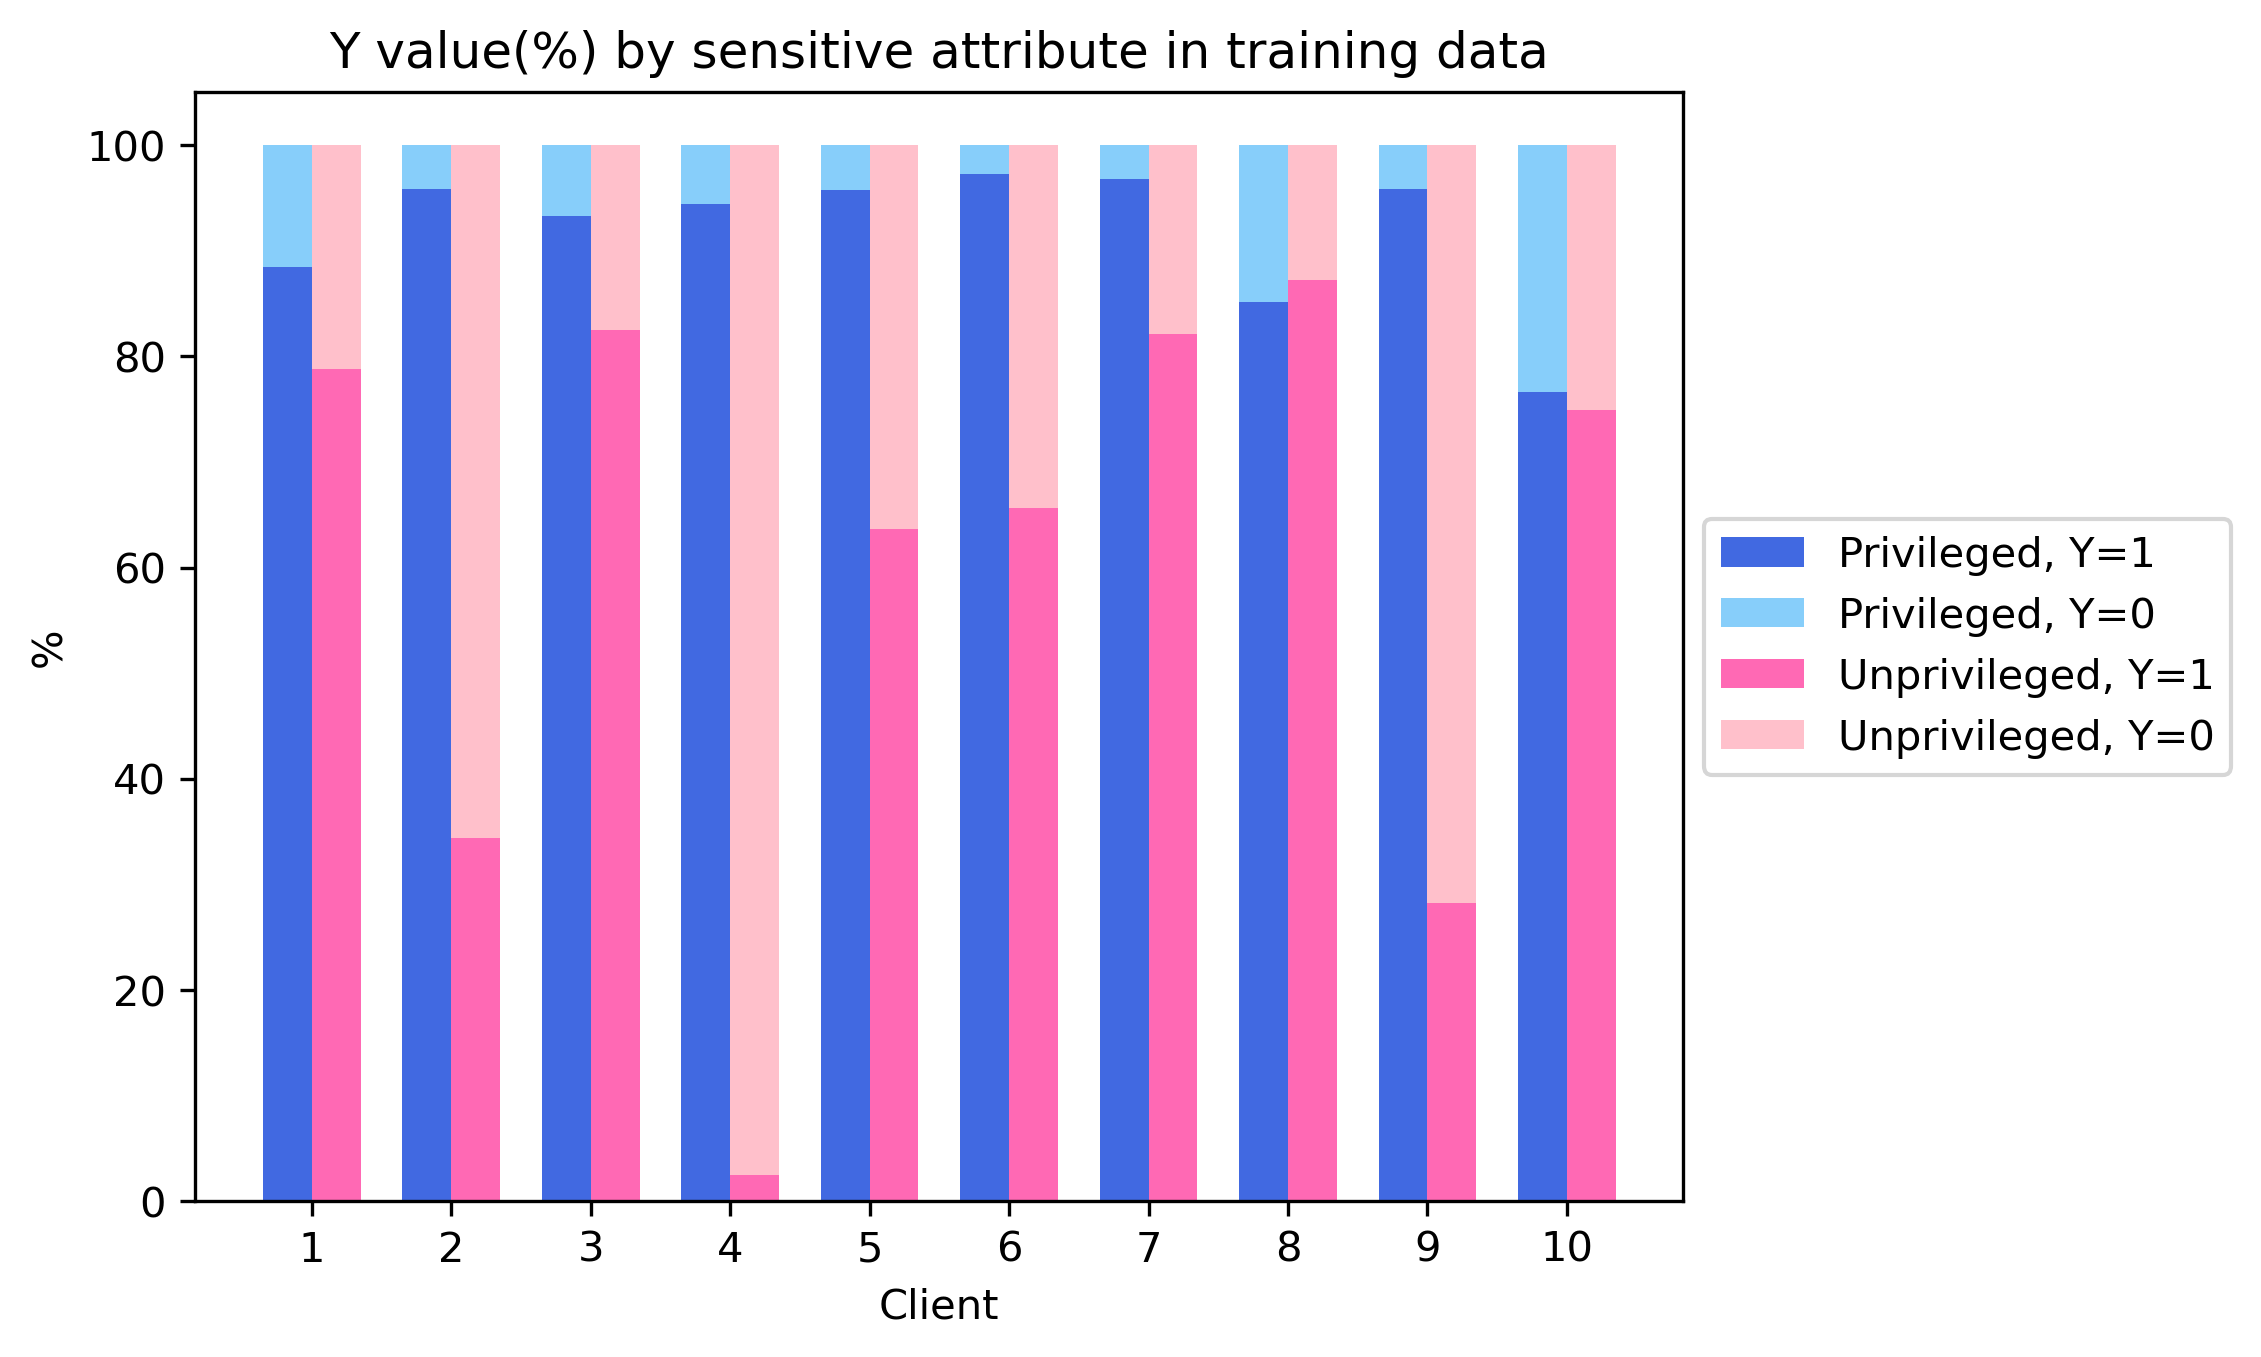 Y value(%) by sensitive attribute in training data
100
80
60
40
20
0
%
1 2 3 4 5 6 7 8 9 10
Client
Privileged, Y=1
Privileged, Y=0
Unprivileged, Y=1
Unprivileged, Y=0